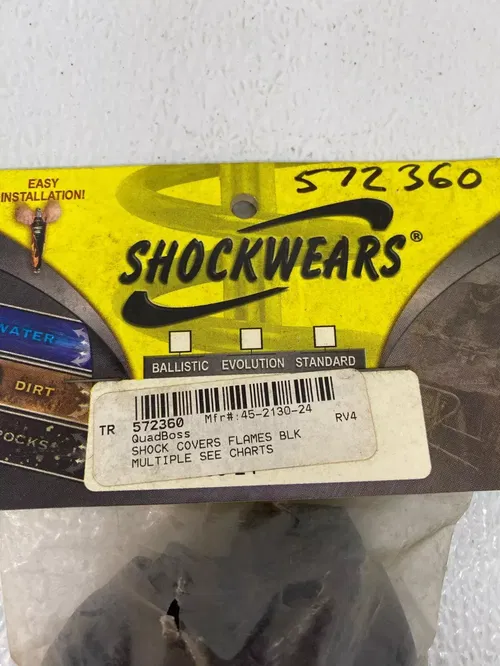 572360
EASY
INSTALLATION!
SHOCKWEARS®
BALLISTIC EVOLUTION STANDARD
WATER
DIRT
ROCKS
TR 572360 Mfr#:45-2130-24 RV4
QuadBoss
SHOCK COVERS FLAMES BLK
MULTIPLE SEE CHARTS